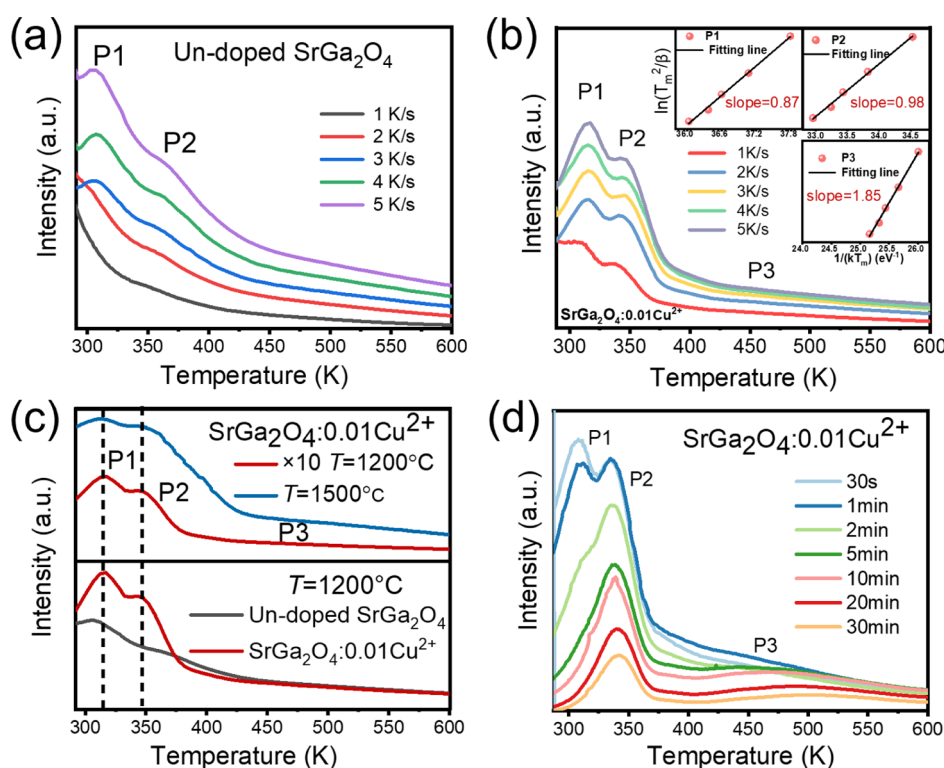 (a)
P1
Un-doped SrGa₂O₄
P2
1 K/s
2 K/s
3 K/s
4 K/s
5 K/s
Intensity (a.u.)
300 350 400 450 500 550 600
Temperature (K)
(b)
P1
P2
P3
1K/s
2K/s
3K/s
4K/s
5K/s
SrGa₂O₄:0.01Cu²⁺
Intensity (a.u.)
300 350 400 450 500 550 600
Temperature (K)
ln(Tₘ²/β)
P1
Fitting line
slope=0.87
36.0 36.6 37.2 37.8
P2
Fitting line
slope=0.98
33.0 33.5 34.0 34.5
P3
Fitting line
slope=1.85
24.0 24.5 25.0 25.5 26.0
1/(kTₘ) (eV⁻¹)
(c)
SrGa₂O₄:0.01Cu²⁺
P1
×10 T=1200°C
P2
T=1500°C
P3
T=1200°C
Un-doped SrGa₂O₄
SrGa₂O₄:0.01Cu²⁺
Intensity (a.u.)
300 350 400 450 500 550 600
Temperature (K)
(d)
SrGa₂O₄:0.01Cu²⁺
P1
P2
P3
30s
1min
2min
5min
10min
20min
30min
Intensity (a.u.)
300 350 400 450 500 550 600
Temperature (K)